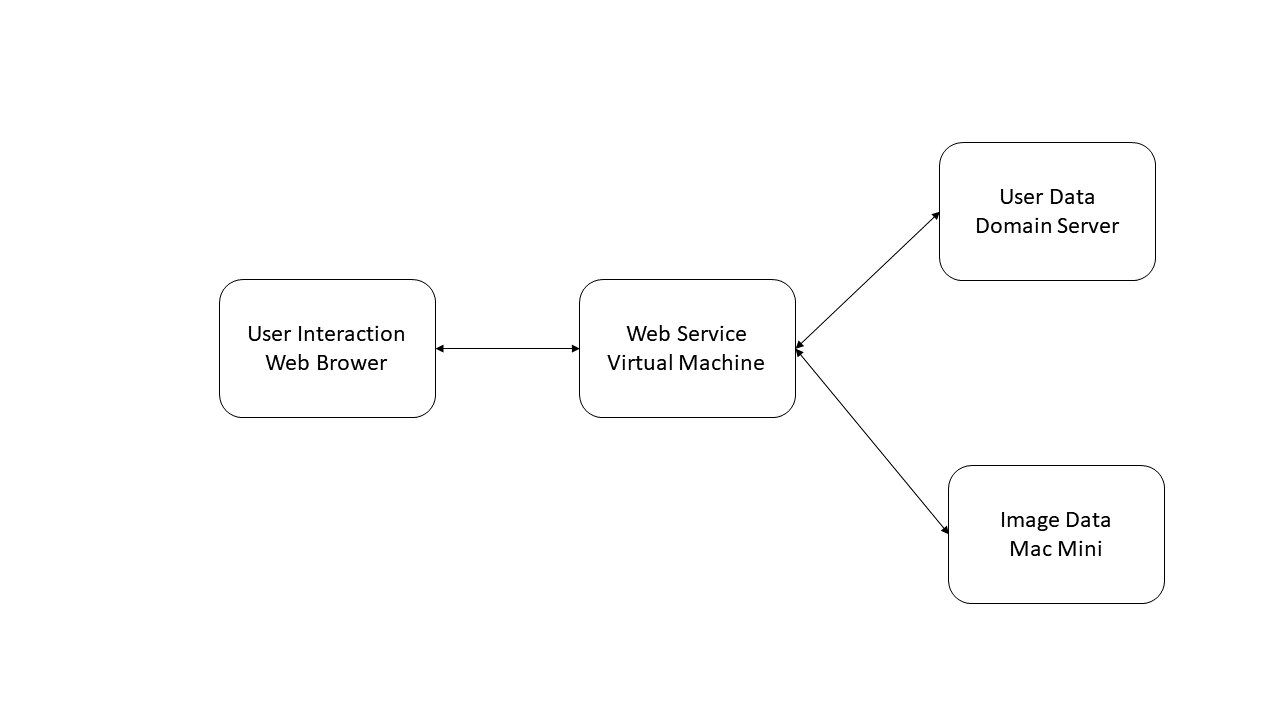 User Data
Domain Server
User Interaction
Web Brower
Web Service
Virtual Machine
Image Data
Mac Mini